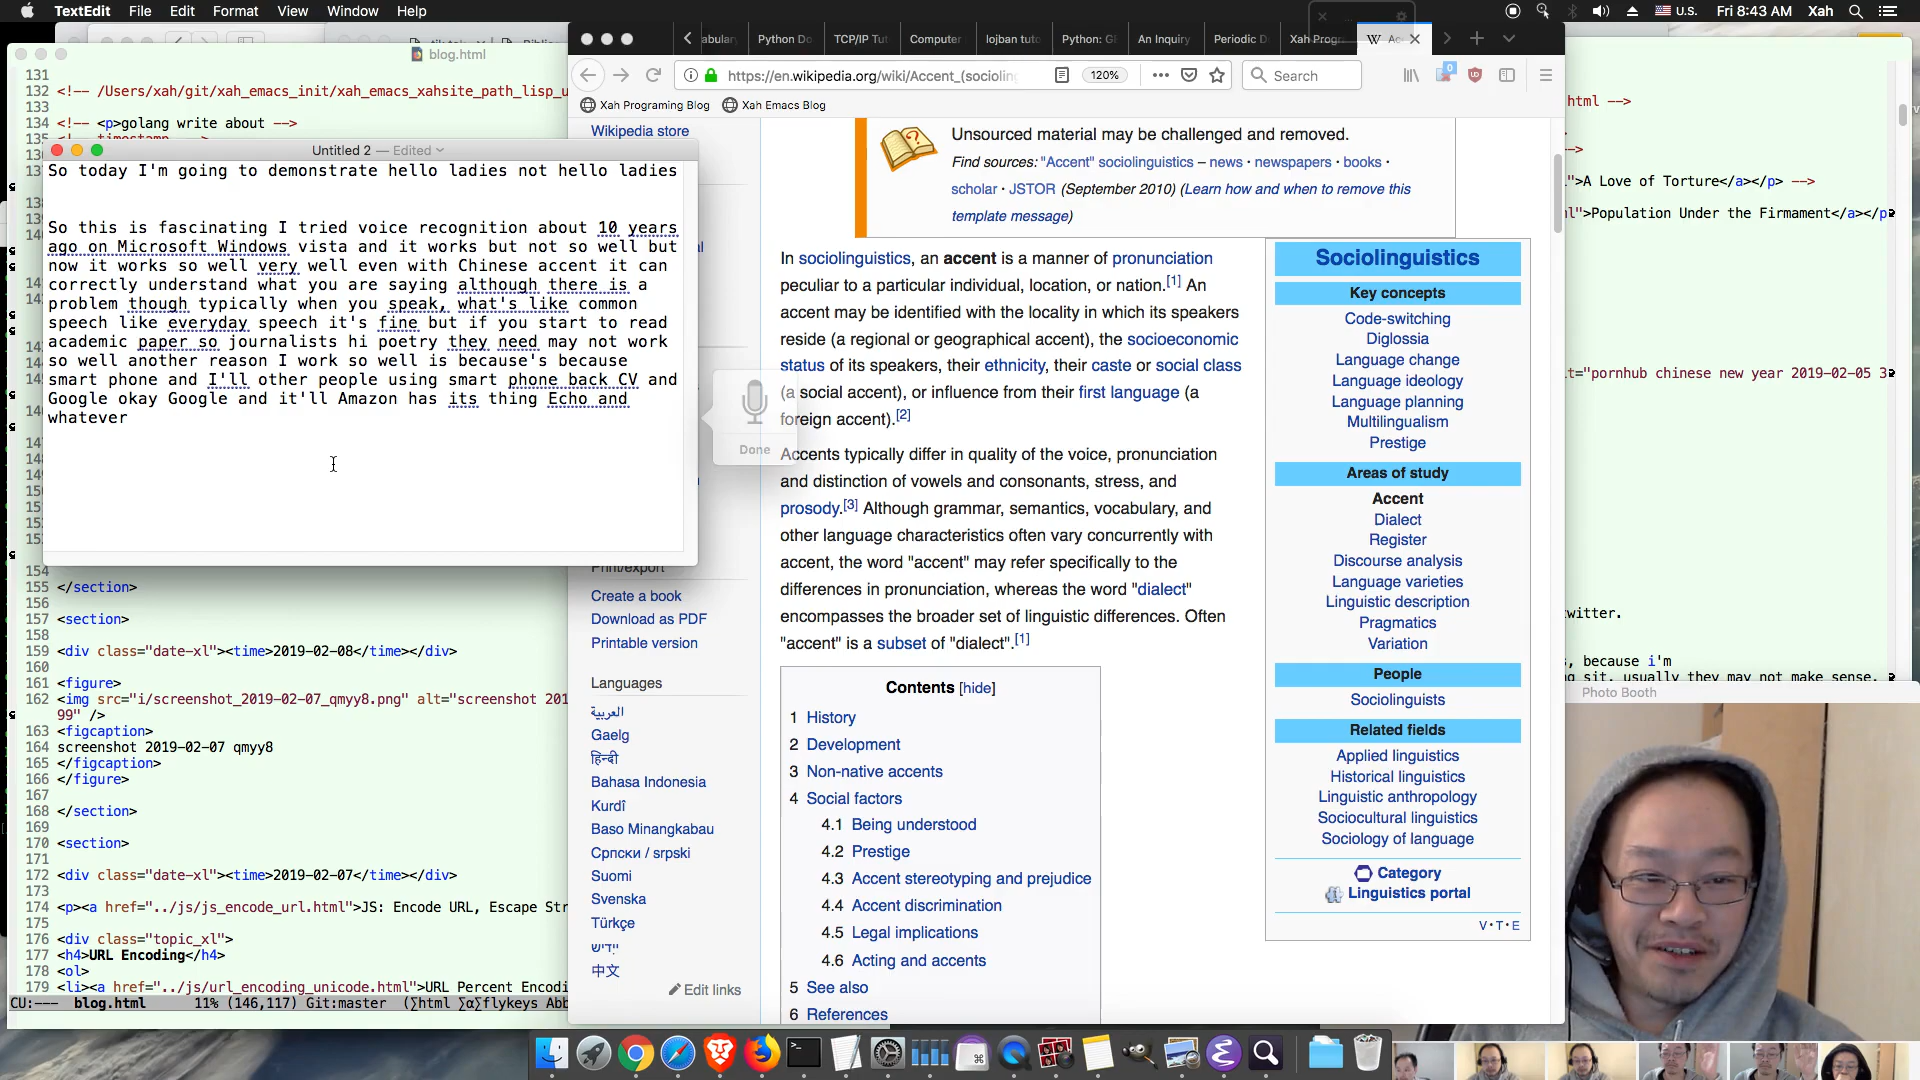 TextEdit File Edit Format View Window Help
U.S. Fri 8:43 AM Xah
blog.html
131
132 <!-- /Users/xah/git/xah_emacs_init/xah_emacs_xahsite_path_lisp_u
133
134 <!-- <p>golang write about -->
Untitled 2 — Edited
So today I'm going to demonstrate hello ladies not hello ladies
So this is fascinating I tried voice recognition about 10 years
ago on Microsoft Windows vista and it works but not so well but
now it works so well very well even with Chinese accent it can
correctly understand what you are saying although there is a
problem though typically when you speak, what's like common
speech like everyday speech it's fine but if you start to read
academic paper so journalists hi poetry they need may not work
so well another reason I work so well is because's because
smart phone and I'll other people using smart phone back CV and
Google okay Google and it'll Amazon has its thing Echo and
whatever
Done
154
155 </section>
156
157 <section>
158
159 <div class="date-xl"><time>2019-02-08</time></div>
160
161 <figure>
162 <img src="i/screenshot_2019-02-07_qmyy8.png" alt="screenshot 201
99" />
163 <figcaption>
164 screenshot 2019-02-07 qmyy8
165 </figcaption>
166 </figure>
167
168 </section>
169
170 <section>
171
172 <div class="date-xl"><time>2019-02-07</time></div>
173
174 <p><a href="../js/js_encode_url.html">JS: Encode URL, Escape Str
175
176 <div class="topic_xl">
177 <h4>URL Encoding</h4>
178 <ol>
179 <li><a href="../js/url_encoding_unicode.html">URL Percent Encodi
CU:--- blog.html 11% (146,117) Git:master (∑html ∑α∑flykeys Abb
abulary Python Do TCP/IP Tut Computer lojban tuto Python: GE An Inquiry Periodic D Xah Progr
https://en.wikipedia.org/wiki/Accent_(sociolin 120% Search
Xah Programing Blog Xah Emacs Blog
Wikipedia store
Print/export
Create a book
Download as PDF
Printable version
Languages
العربية
Gaelg
हिन्दी
Bahasa Indonesia
Kurdî
Baso Minangkabau
Српски / srpski
Suomi
Svenska
Türkçe
ייִדיש
中文
Edit links
Unsourced material may be challenged and removed.
Find sources: "Accent" sociolinguistics – news · newspapers · books ·
scholar · JSTOR (September 2010) (Learn how and when to remove this
template message)
In sociolinguistics, an accent is a manner of pronunciation
peculiar to a particular individual, location, or nation.[1] An
accent may be identified with the locality in which its speakers
reside (a regional or geographical accent), the socioeconomic
status of its speakers, their ethnicity, their caste or social class
(a social accent), or influence from their first language (a
foreign accent).[2]
Accents typically differ in quality of the voice, pronunciation
and distinction of vowels and consonants, stress, and
prosody.[3] Although grammar, semantics, vocabulary, and
other language characteristics often vary concurrently with
accent, the word "accent" may refer specifically to the
differences in pronunciation, whereas the word "dialect"
encompasses the broader set of linguistic differences. Often
"accent" is a subset of "dialect".[1]
Contents [hide]
1 History
2 Development
3 Non-native accents
4 Social factors
4.1 Being understood
4.2 Prestige
4.3 Accent stereotyping and prejudice
4.4 Accent discrimination
4.5 Legal implications
4.6 Acting and accents
5 See also
6 References
Sociolinguistics
Key concepts
Code-switching
Diglossia
Language change
Language ideology
Language planning
Multilingualism
Prestige
Areas of study
Accent
Dialect
Register
Discourse analysis
Language varieties
Linguistic description
Pragmatics
Variation
People
Sociolinguists
Related fields
Applied linguistics
Historical linguistics
Linguistic anthropology
Sociocultural linguistics
Sociology of language
Category
Linguistics portal
V·T·E
html -->
-->
">A Love of Torture</a></p> -->
l">Population Under the Firmament</a></p
t="pornhub chinese new year 2019-02-05 3
witter.
, because i'm
ng sit, usually they may not make sense.
Photo Booth